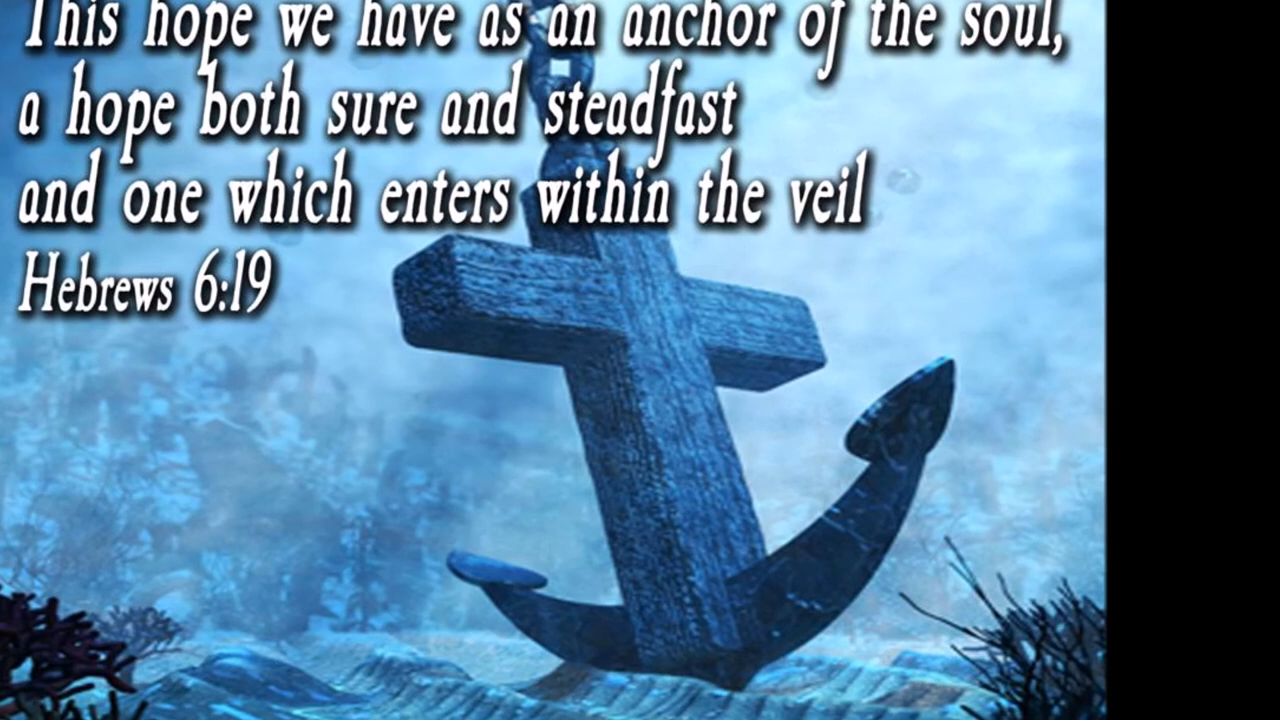 This hope we have as an anchor of the soul,
a hope both sure and steadfast
and one which enters within the veil
Hebrews 6:19